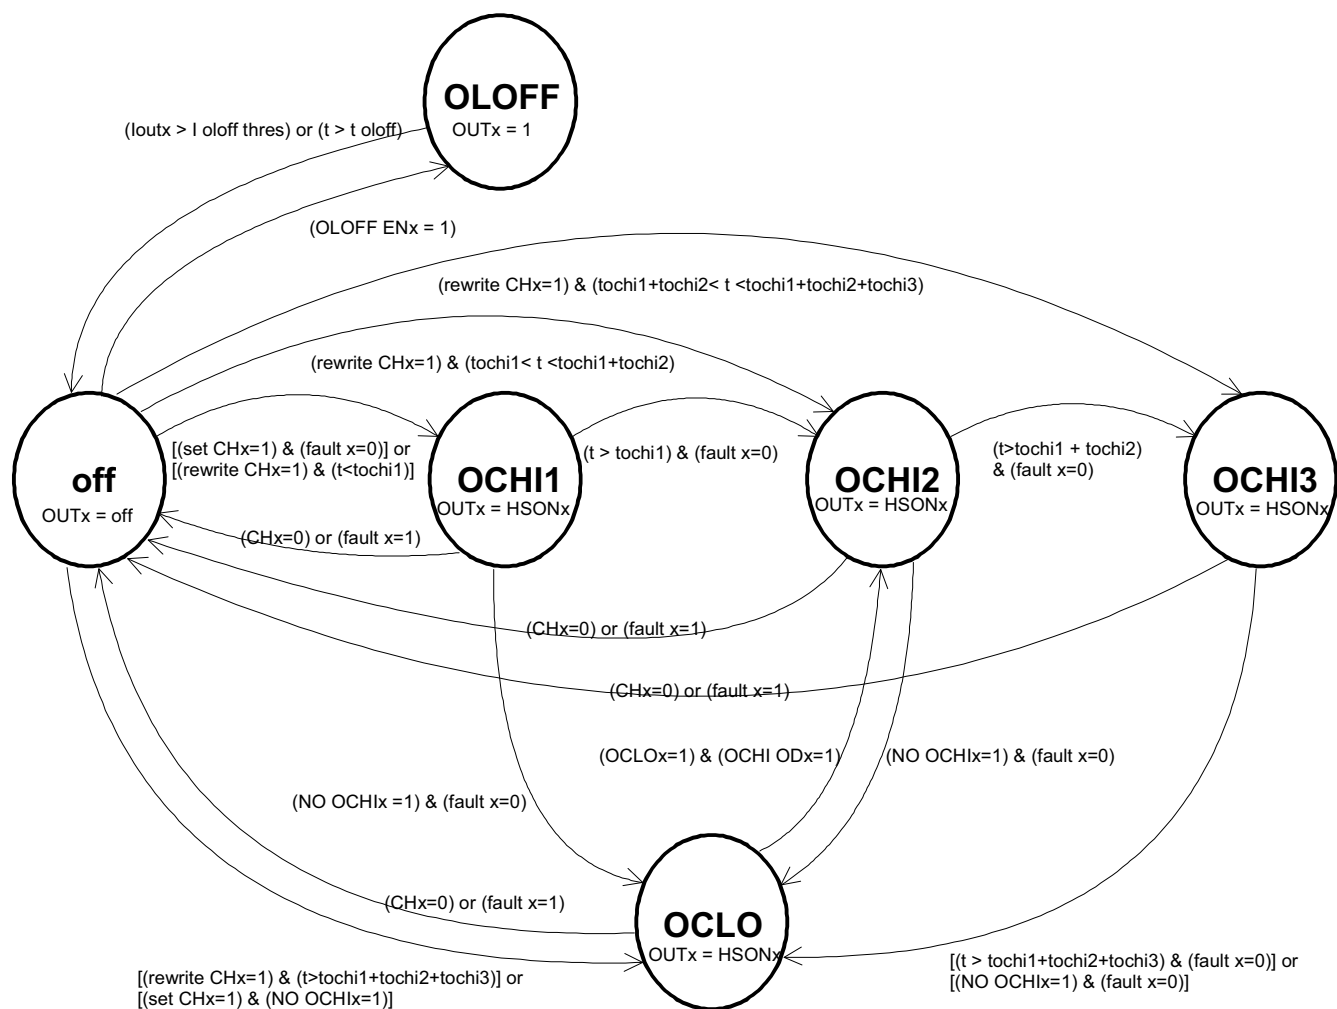 OLOFF
OUTx = 1
(Ioutx > I oloff thres) or (t > t oloff)
(OLOFF ENx = 1)
(rewrite CHx=1) & (tochi1+tochi2< t <tochi1+tochi2+tochi3)
(rewrite CHx=1) & (tochi1< t <tochi1+tochi2)
off
OUTx = off
[(set CHx=1) & (fault x=0)] or
[(rewrite CHx=1) & (t<tochi1)]
OCHI1
OUTx = HSONx
(t > tochi1) & (fault x=0)
OCHI2
OUTx = HSONx
(t>tochi1 + tochi2)
& (fault x=0)
OCHI3
OUTx = HSONx
(CHx=0) or (fault x=1)
(CHx=0) or (fault x=1)
(CHx=0) or (fault x=1)
(OCLOx=1) & (OCHI ODx=1)
(NO OCHIx=1) & (fault x=0)
(NO OCHIx =1) & (fault x=0)
(CHx=0) or (fault x=1)
OCLO
OUTx = HSONx
[(rewrite CHx=1) & (t>tochi1+tochi2+tochi3)] or
[(set CHx=1) & (NO OCHIx=1)]
[(t > tochi1+tochi2+tochi3) & (fault x=0)] or
[(NO OCHIx=1) & (fault x=0)]